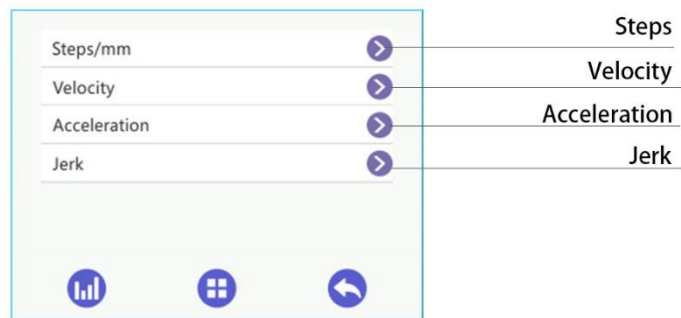 Steps/mm
Velocity
Acceleration
Jerk
Steps
Velocity
Acceleration
Jerk